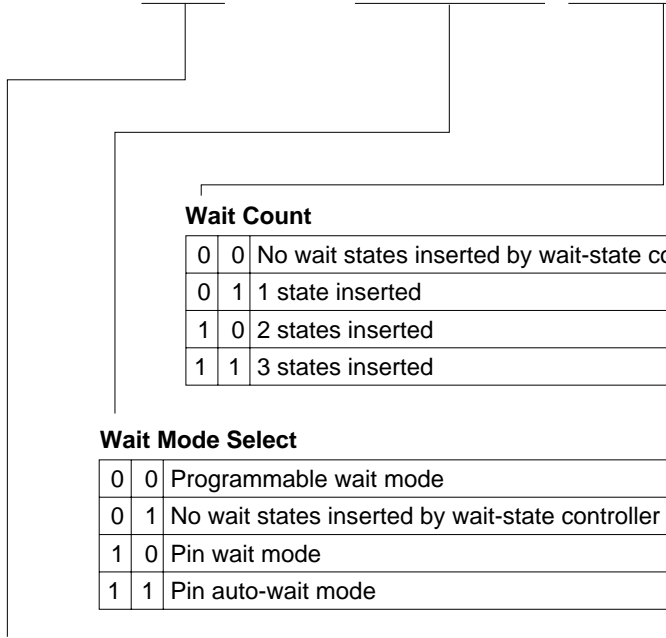 Wait Count
0 0 No wait states inserted by wait-state
0 1 1 state inserted
1 0 2 states inserted
1 1 3 states inserted
Wait Mode Select
0 0 Programmable wait mode
0 1 No wait states inserted by wait-state controller
1 0 Pin wait mode
1 1 Pin auto-wait mode